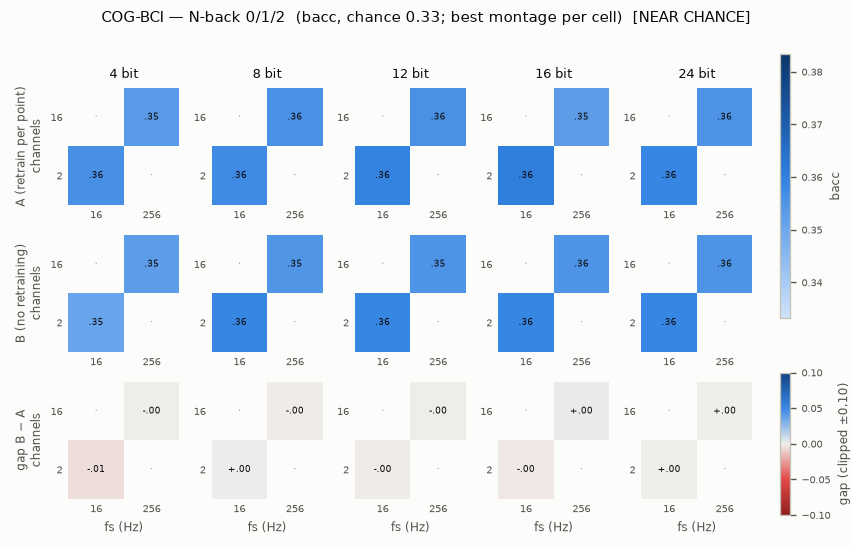 COG-BCI — N-back 0/1/2  (bacc, chance 0.33; best montage per cell)  [NEAR CHANCE]
4 bit 8 bit 12 bit 16 bit 24 bit
A (retrain per point)
channels
16 · .35 16 · .36 16 · .36 16 · .35 16 · .36
2 .36 · 2 .36 · 2 .36 · 2 .36 · 2 .36 ·
16 256 16 256 16 256 16 256 16 256
B (no retraining)
channels
16 · .35 16 · .35 16 · .35 16 · .36 16 · .36
2 .35 · 2 .36 · 2 .36 · 2 .36 · 2 .36 ·
16 256 16 256 16 256 16 256 16 256
gap B − A
channels
16 · -.00 16 · -.00 16 · -.00 16 · +.00 16 · +.00
2 -.01 · 2 +.00 · 2 -.00 · 2 -.00 · 2 +.00 ·
16 256 16 256 16 256 16 256 16 256
fs (Hz) fs (Hz) fs (Hz) fs (Hz) fs (Hz)
0.38
0.37
0.36
0.35
0.34
bacc
0.10
0.05
0.00
−0.05
−0.10
gap (clipped ±0.10)